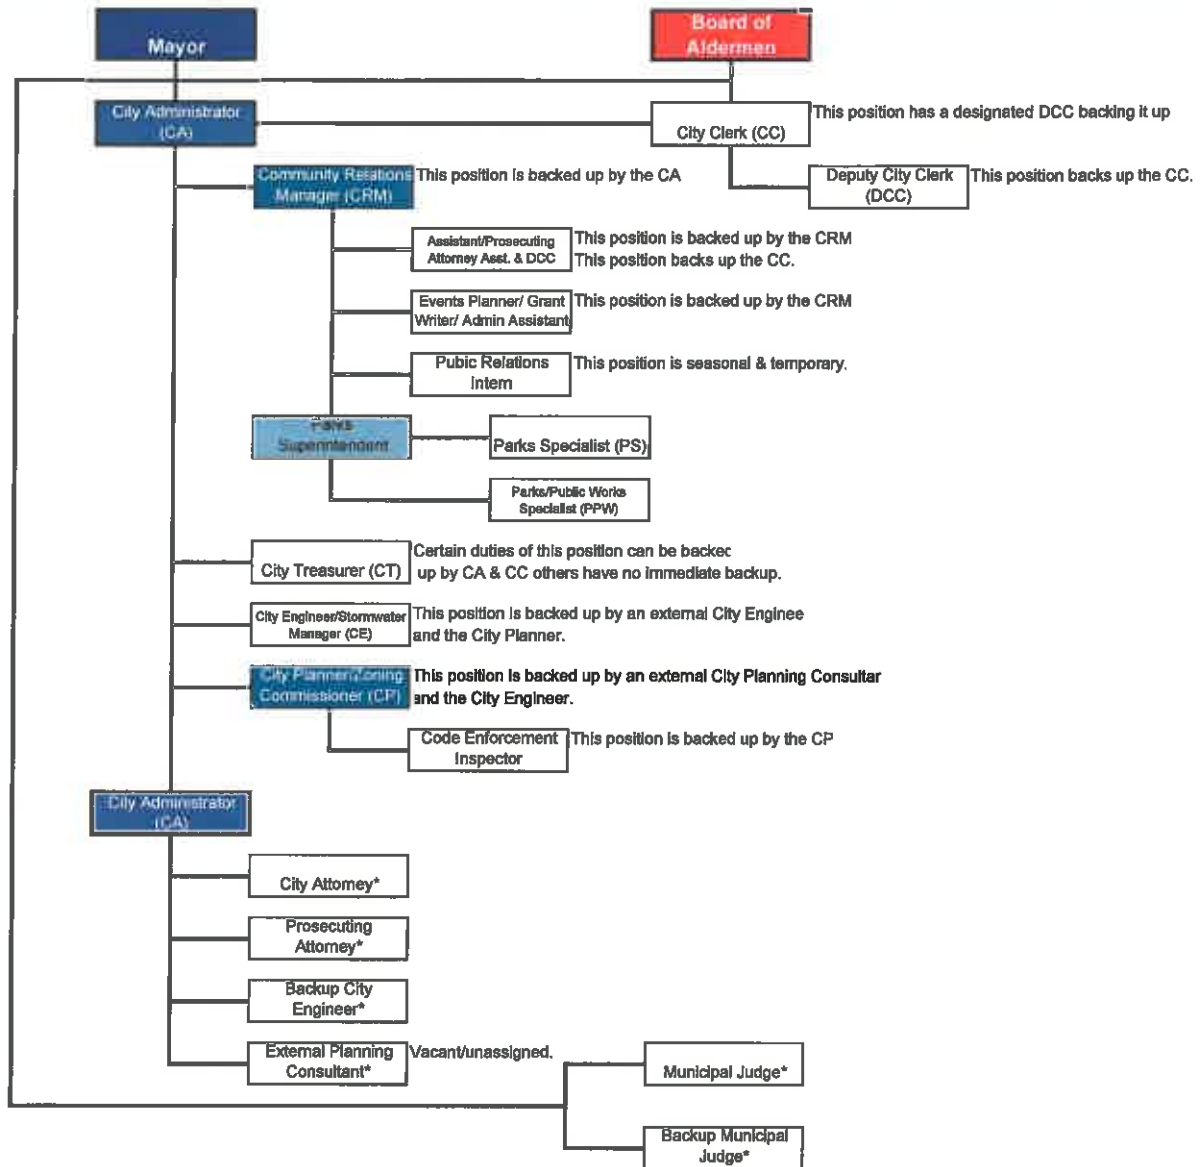 Mayor
Board of
Aldermen
City Administrator
(CA)
City Clerk (CC)
This position has a designated DCC backing it up
Community Relations
Manager (CRM)
This position is backed up by the CA
Deputy City Clerk
(DCC)
This position backs up the CC.
Assistant/Prosecuting
Attorney Asst. & DCC
This position is backed up by the CRM
This position backs up the CC.
Events Planner/ Grant
Writer/ Admin Assistant
This position is backed up by the CRM
Pubic Relations
Intern
This position is seasonal & temporary.
Parks
Superintendent
Parks Specialist (PS)
Parks/Public Works
Specialist (PPW)
City Treasurer (CT)
Certain duties of this position can be backec
up by CA & CC others have no immediate backup.
City Engineer/Stormwater
Manager (CE)
This position is backed up by an external City Enginee
and the City Planner.
City Planner/Zoning
Commissioner (CP)
This position is backed up by an external City Planning Consultar
and the City Engineer.
Code Enforcement
Inspector
This position is backed up by the CP
City Administrator
(CA)
City Attorney*
Prosecuting
Attorney*
Backup City
Engineer*
External Planning
Consultant*
Vacant/unassigned.
Municipal Judge*
Backup Municipal
Judge*